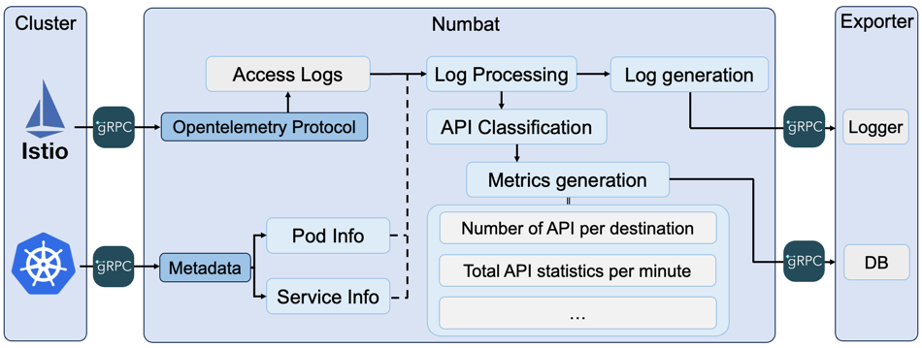 Cluster
Numbat
Exporter
Access Logs
Log Processing
Log generation
Istio
gRPC
Opentelemetry Protocol
API Classification
gRPC
Logger
Metrics generation
Pod Info
Number of API per destination
gRPC
Metadata
Total API statistics per minute
gRPC
DB
Service Info
...